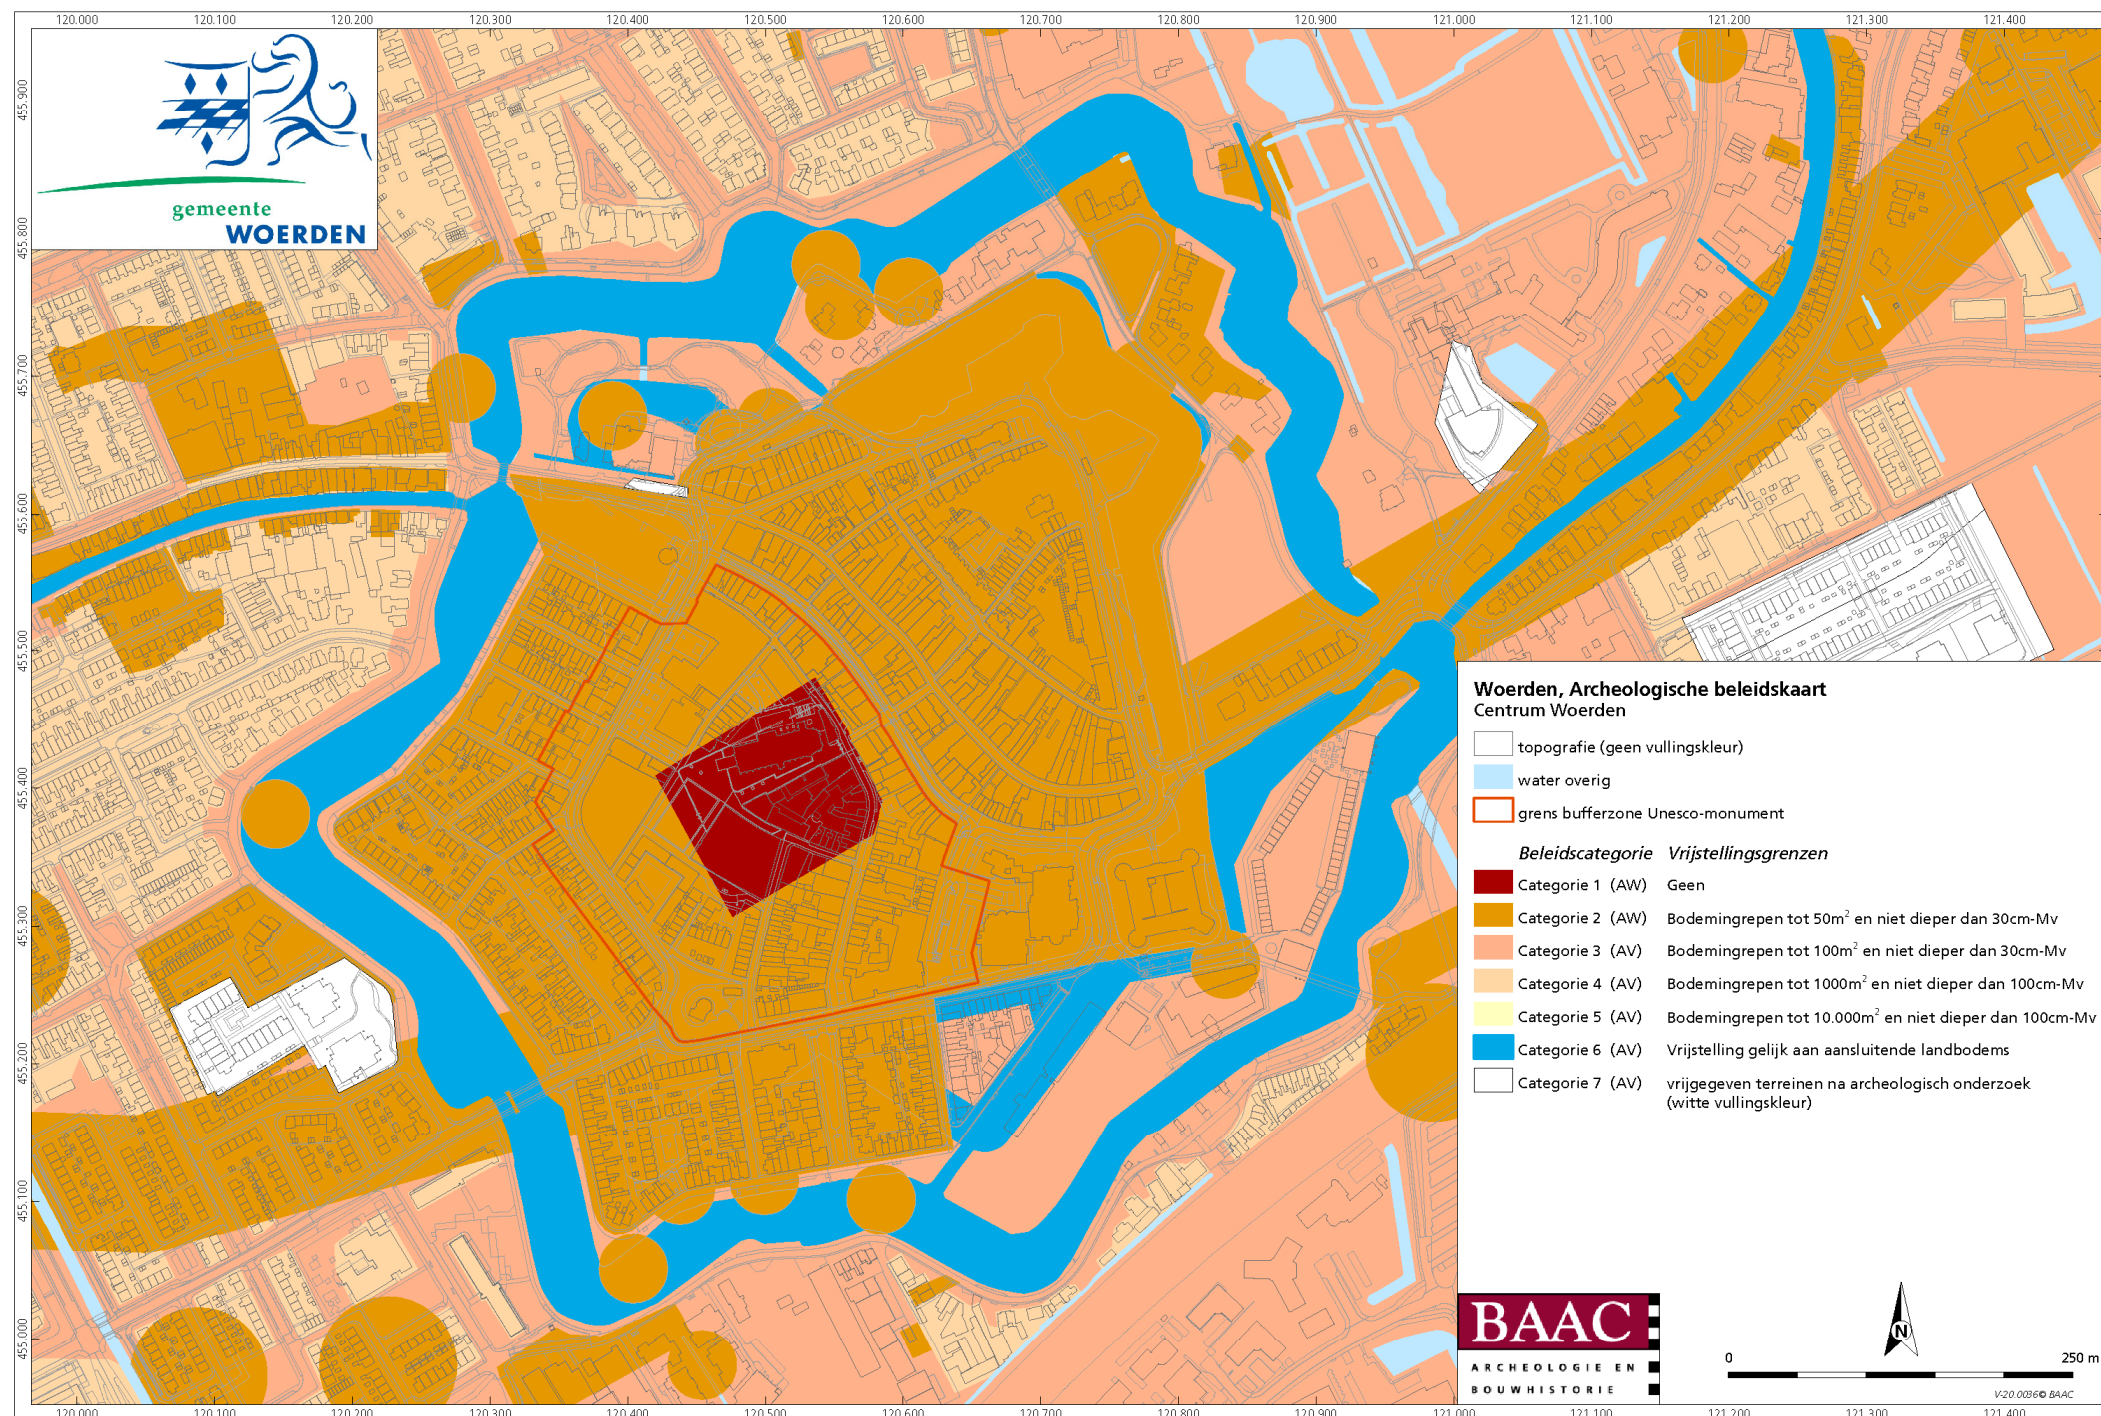 120.000 120.100 120.200 120.300 120.400 120.500 120.600 120.700 120.800 120.900 121.000 121.100 121.200 121.300 121.400
455.900
455.800
455.700
455.600
455.500
455.400
455.300
455.200
455.100
455.000
gemeente
WOERDEN
Woerden, Archeologische beleidskaart
Centrum Woerden
topografie (geen vullingskleur)
water overig
grens bufferzone Unesco-monument
Beleidscategorie Vrijstellingsgrenzen
Categorie 1 (AW) Geen
Categorie 2 (AW) Bodemingrepen tot 50m² en niet dieper dan 30cm-Mv
Categorie 3 (AV) Bodemingrepen tot 100m² en niet dieper dan 30cm-Mv
Categorie 4 (AV) Bodemingrepen tot 1000m² en niet dieper dan 100cm-Mv
Categorie 5 (AV) Bodemingrepen tot 10.000m² en niet dieper dan 100cm-Mv
Categorie 6 (AV) Vrijstelling gelijk aan aansluitende landbodems
Categorie 7 (AV) vrijgegeven terreinen na archeologisch onderzoek
(witte vullingskleur)
BAAC
ARCHEOLOGIE EN
BOUWHISTORIE
N
0 250 m
V-20.0036© BAAC
120.000 120.100 120.200 120.300 120.400 120.500 120.600 120.700 120.800 120.900 121.000 121.100 121.200 121.300 121.400